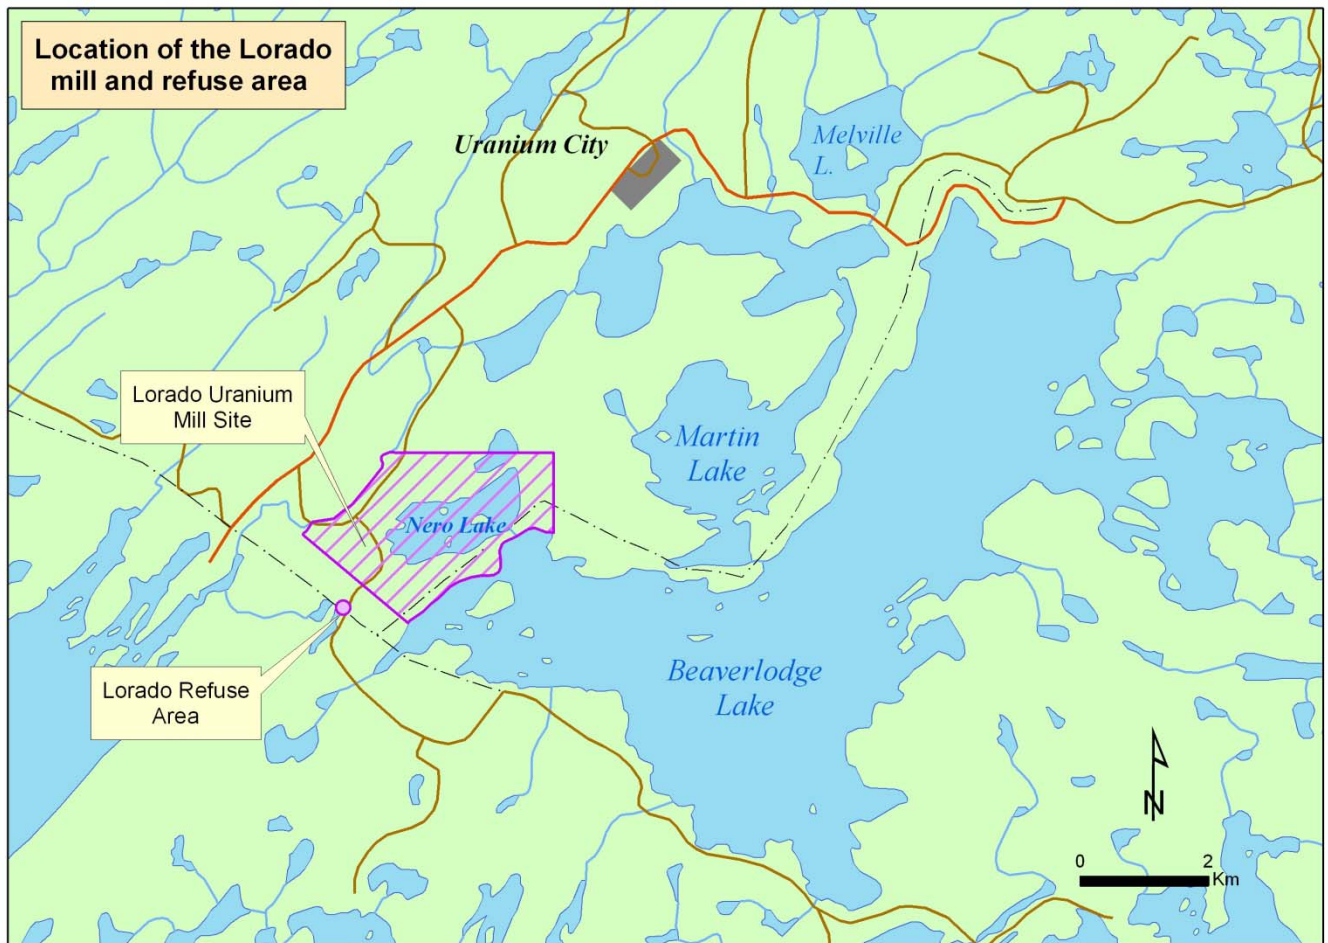 Location of the Lorado
mill and refuse area
Uranium City
Melville
L.
Lorado Uranium
Mill Site
Martin
Lake
Nero Lake
Beaverlodge
Lake
Lorado Refuse
Area
N
0 2
Km